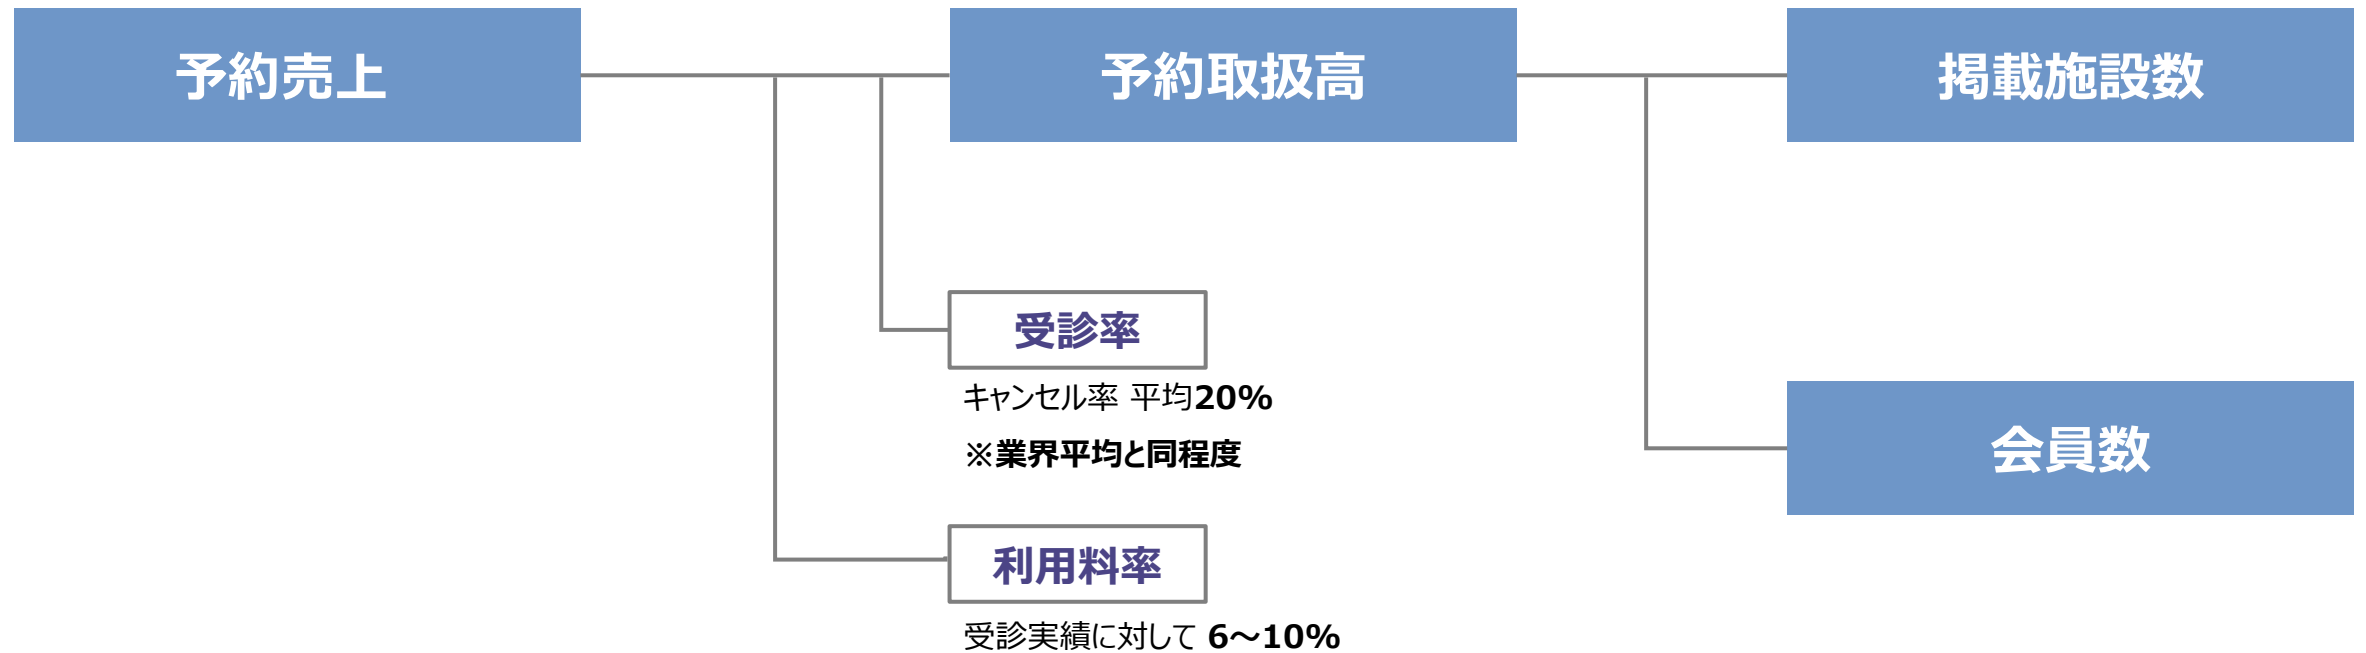 予約売上
予約取扱高
掲載施設数
受診率
キャンセル率 平均20%
※業界平均と同程度
会員数
利用料率
受診実績に対して 6～10%